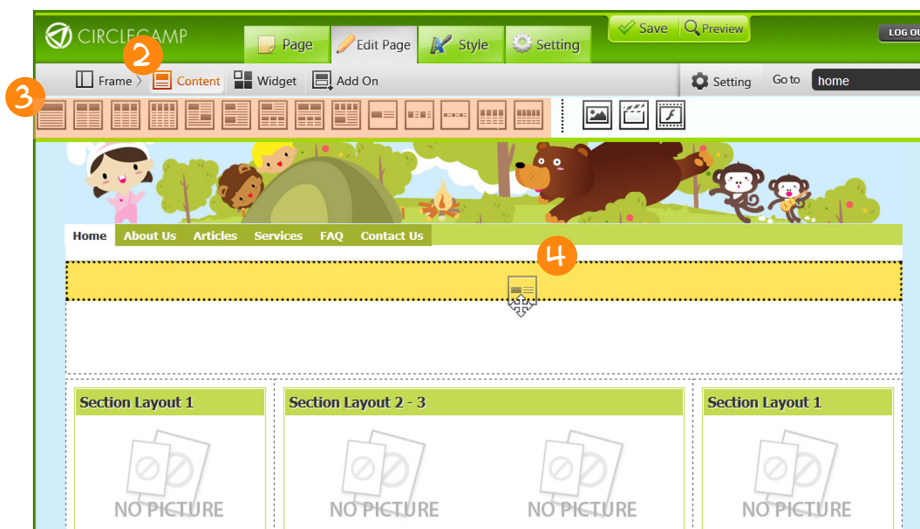 CIRCLECAMP
Page
Edit Page
Style
Setting
Save
Preview
LOG OU
2
Frame
Content
Widget
Add On
Setting
Go to
home
3
Home About Us Articles Services FAQ Contact Us
4
Section Layout 1
Section Layout 2 - 3
Section Layout 1
NO PICTURE
NO PICTURE
NO PICTURE
NO PICTURE